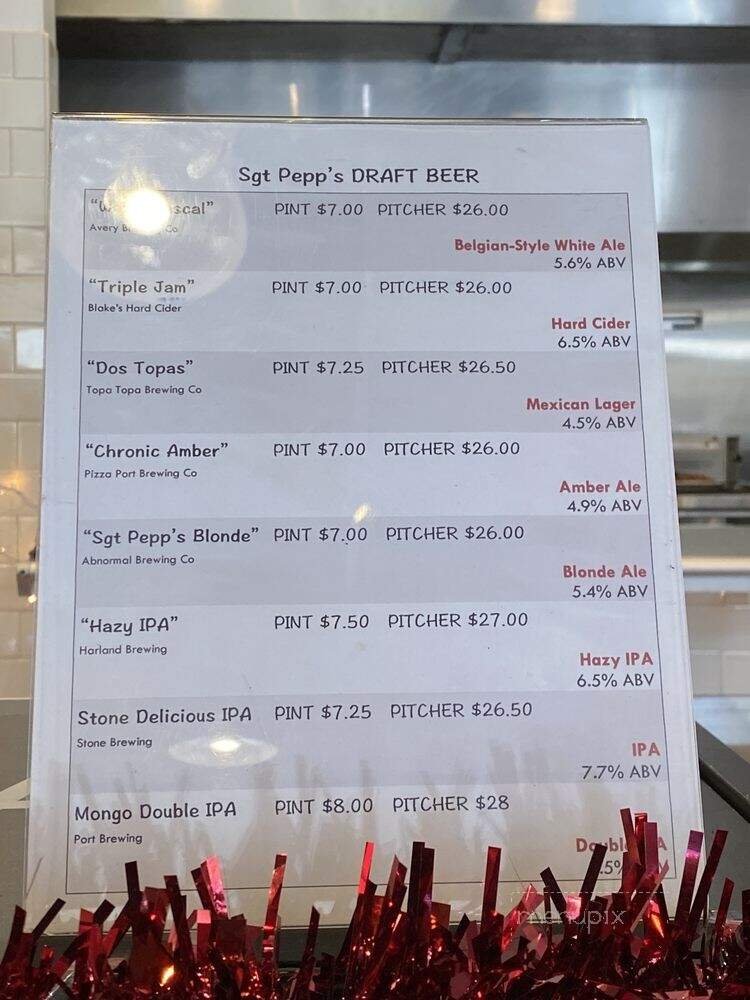 Sgt Pepp's DRAFT BEER
PINT $7.00 PITCHER $26.00
Avery Co
Belgian-Style White Ale
5.6% ABV
"Triple Jam" PINT $7.00 PITCHER $26.00
Blake's Hard Cider
Hard Cider
6.5% ABV
"Dos Topas" PINT $7.25 PITCHER $26.50
Topa Topa Brewing Co
Mexican Lager
4.5% ABV
"Chronic Amber" PINT $7.00 PITCHER $26.00
Pizza Port Brewing Co
Amber Ale
4.9% ABV
"Sgt Pepp's Blonde" PINT $7.00 PITCHER $26.00
Abnormal Brewing Co
Blonde Ale
5.4% ABV
"Hazy IPA" PINT $7.50 PITCHER $27.00
Harland Brewing
Hazy IPA
6.5% ABV
Stone Delicious IPA PINT $7.25 PITCHER $26.50
Stone Brewing
IPA
7.7% ABV
Mongo Double IPA PINT $8.00 PITCHER $28
Port Brewing
menupix